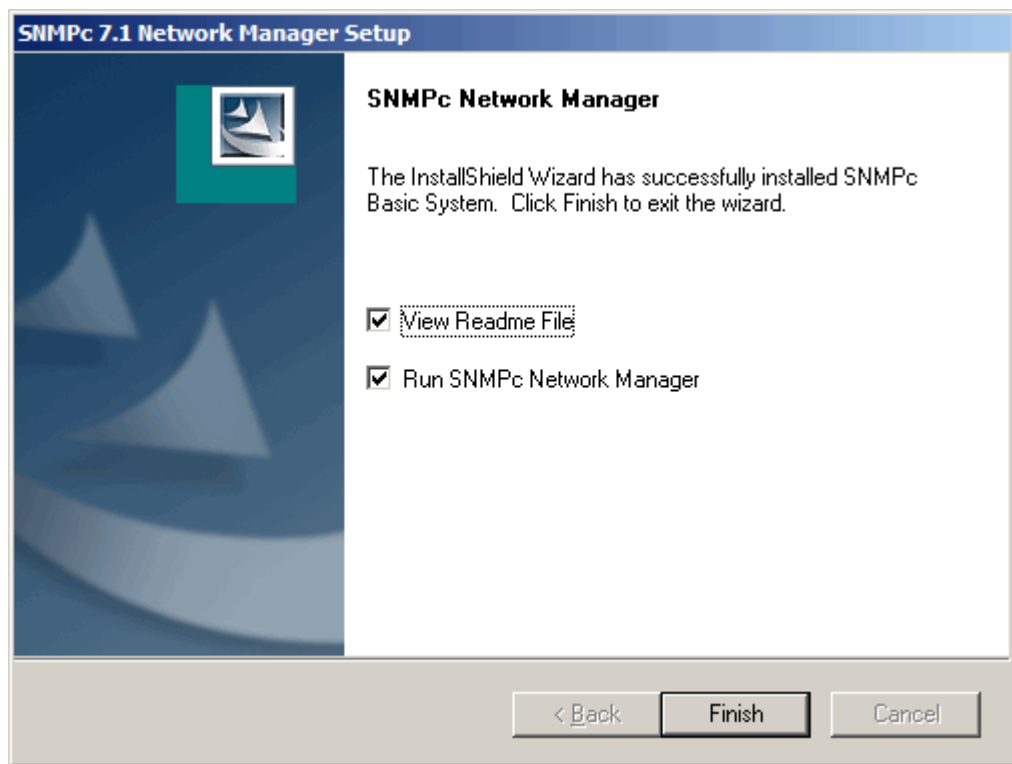 SNMPc 7.1 Network Manager Setup
SNMPc Network Manager
The InstallShield Wizard has successfully installed SNMPc
Basic System. Click Finish to exit the wizard.
View Readme File
Run SNMPc Network Manager
< Back
Finish
Cancel